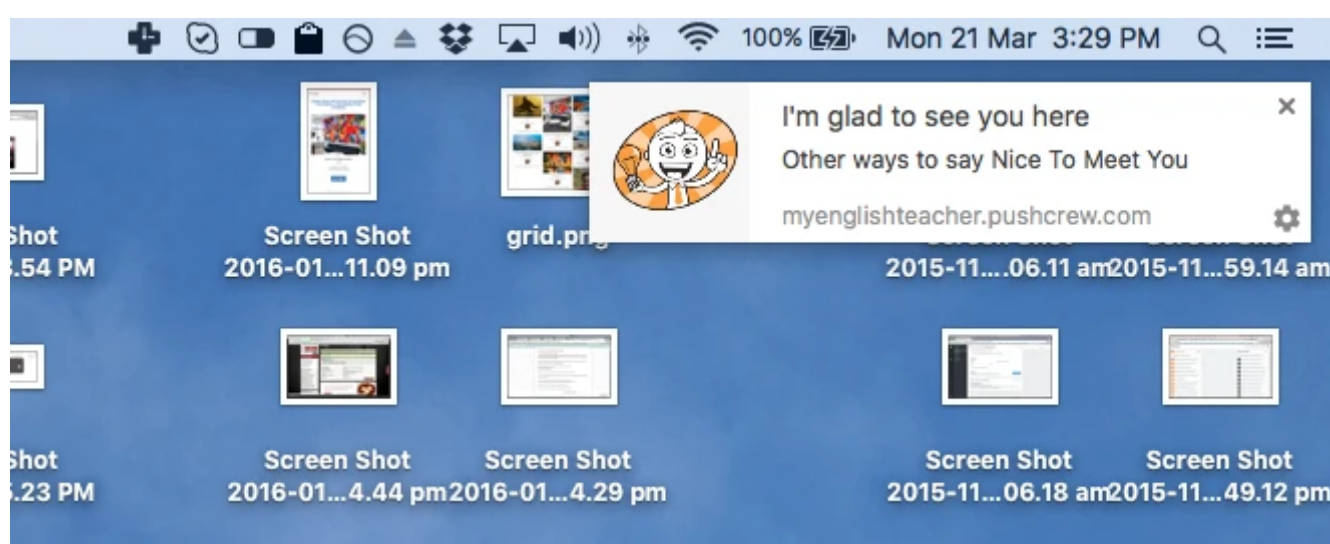 100% Mon 21 Mar 3:29 PM
I'm glad to see you here
Other ways to say Nice To Meet You
myenglishteacher.pushcrew.com
Shot
.54 PM
Screen Shot
2016-01...11.09 pm
grid.png
2015-11....06.11 am
2015-11...59.14 am
Shot
.23 PM
Screen Shot
2016-01...4.44 pm
Screen Shot
2016-01...4.29 pm
Screen Shot
2015-11...06.18 am
Screen Shot
2015-11...49.12 pm